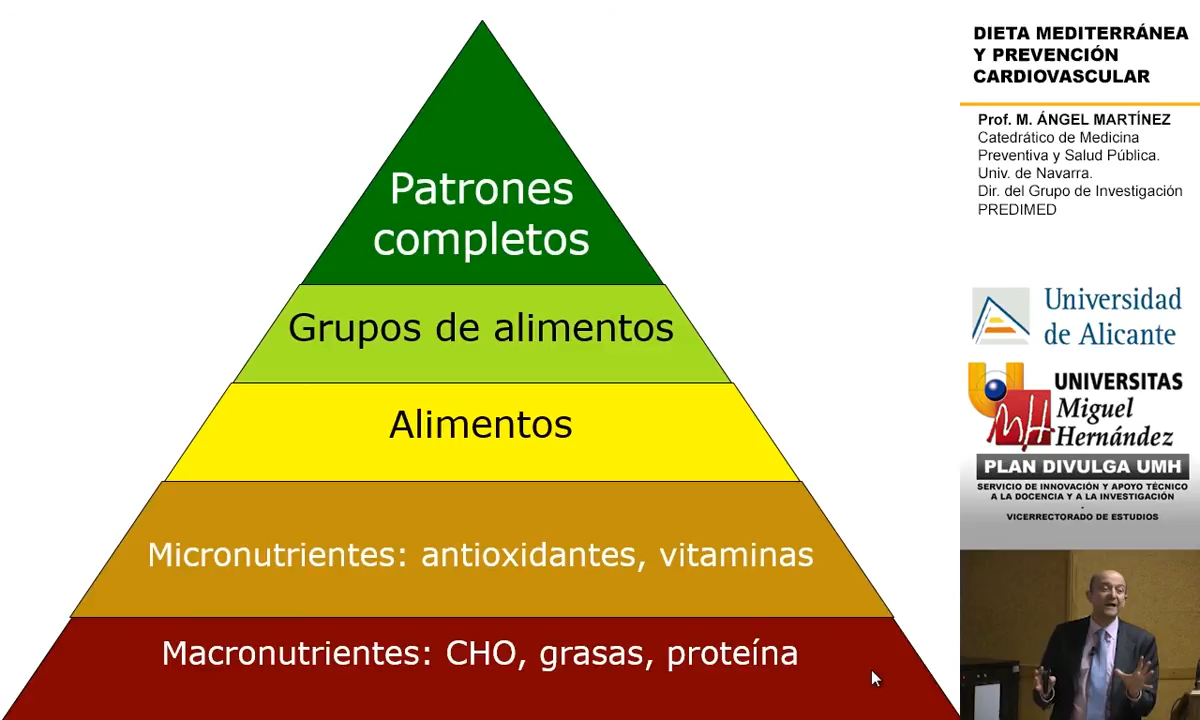 Patrones
completos
Grupos de alimentos
Alimentos
Micronutrientes: antioxidantes, vitaminas
Macronutrientes: CHO, grasas, proteína
DIETA MEDITERRÁNEA
Y PREVENCIÓN
CARDIOVASCULAR
Prof. M. ÁNGEL MARTÍNEZ
Catedrático de Medicina
Preventiva y Salud Pública.
Univ. de Navarra.
Dir. del Grupo de Investigación
PREDIMED
Universidad
de Alicante
UNIVERSITAS
Miguel
Hernández
PLAN DIVULGA UMH
SERVICIO DE INNOVACIÓN Y APOYO TÉCNICO
A LA DOCENCIA Y A LA INVESTIGACIÓN
-
VICERRECTORADO DE ESTUDIOS